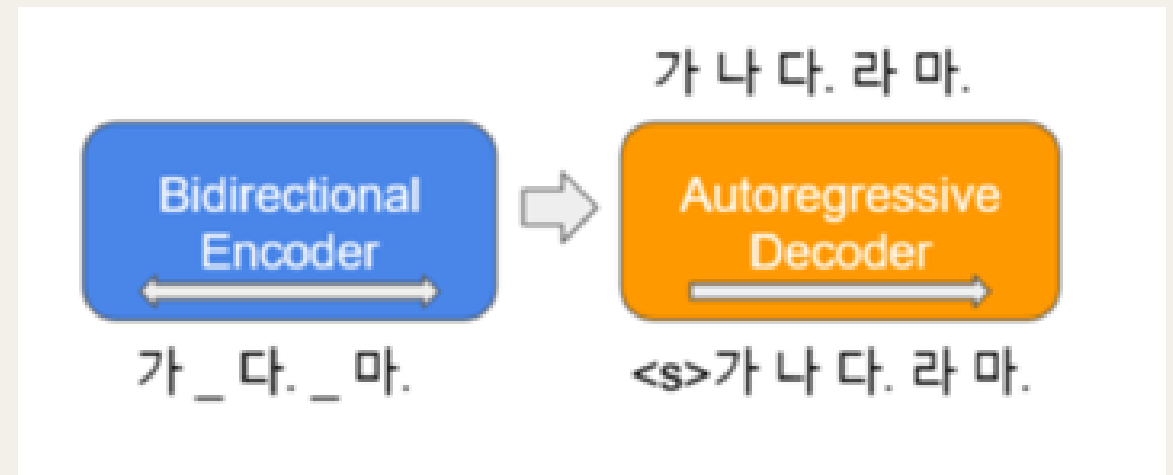 가 나 다. 라 마.
Bidirectional
Encoder
Autoregressive
Decoder
가 _ 다. _ 마.
<s>가 나 다. 라 마.